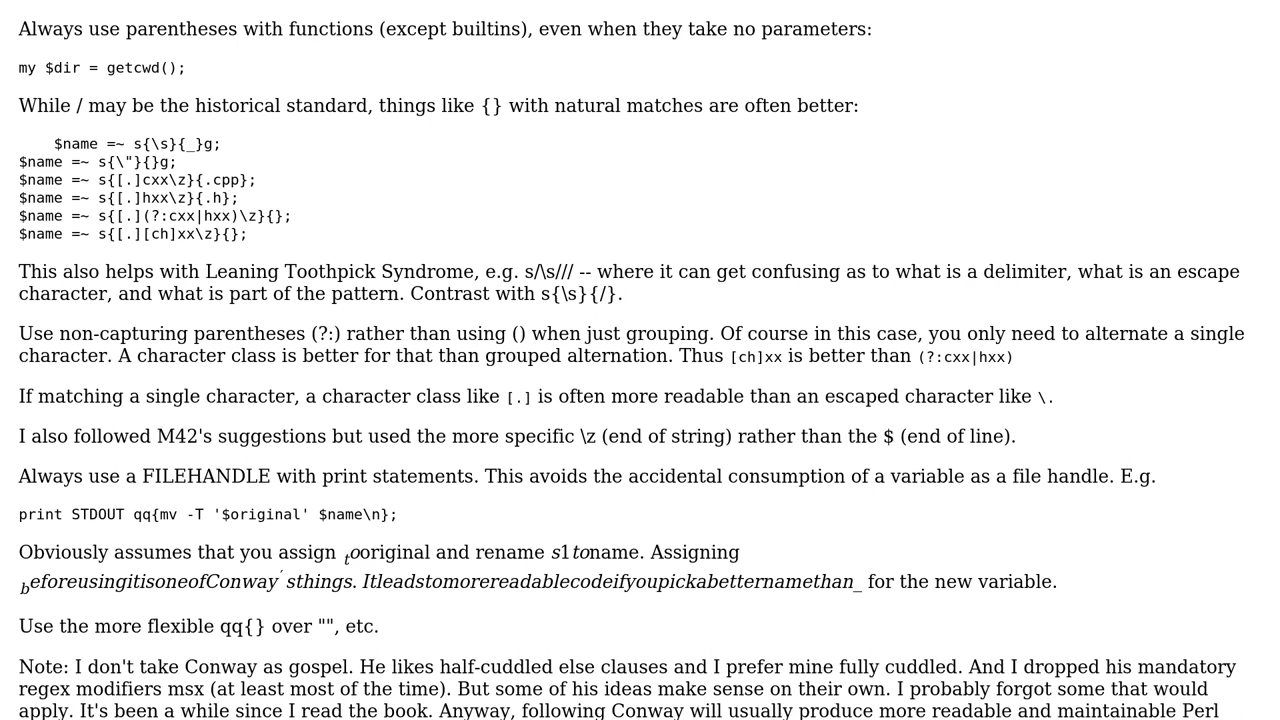 Always use parentheses with functions (except builtins), even when they take no parameters:
my $dir = getcwd();
While / may be the historical standard, things like {} with natural matches are often better:
$name =~ s{\s}{_}g;
$name =~ s{\"}{}g;
$name =~ s{[.]cxx\z}{.cpp};
$name =~ s{[.]hxx\z}{.h};
$name =~ s{[.](?:cxx|hxx)\z}{};
$name =~ s{[.][ch]xx\z}{};
This also helps with Leaning Toothpick Syndrome, e.g. s/\s/// -- where it can get confusing as to what is a delimiter, what is an escape
character, and what is part of the pattern. Contrast with s{\s}{/}.
Use non-capturing parentheses (?:) rather than using () when just grouping. Of course in this case, you only need to alternate a single
character. A character class is better for that than grouped alternation. Thus [ch]xx is better than (?:cxx|hxx)
If matching a single character, a character class like [.] is often more readable than an escaped character like \.
I also followed M42's suggestions but used the more specific \z (end of string) rather than the $ (end of line).
Always use a FILEHANDLE with print statements. This avoids the accidental consumption of a variable as a file handle. E.g.
print STDOUT qq{mv -T '$original' $name\n};
Obviously assumes that you assign tooriginal and rename s1toname. Assigning
beforeusingitisoneofConway′sthings.Itleadstomorereadablecodeifyoupickabetternamethan_ for the new variable.
Use the more flexible qq{} over "", etc.
Note: I don't take Conway as gospel. He likes half-cuddled else clauses and I prefer mine fully cuddled. And I dropped his mandatory
regex modifiers msx (at least most of the time). But some of his ideas make sense on their own. I probably forgot some that would
apply. It's been a while since I read the book. Anyway, following Conway will usually produce more readable and maintainable Perl